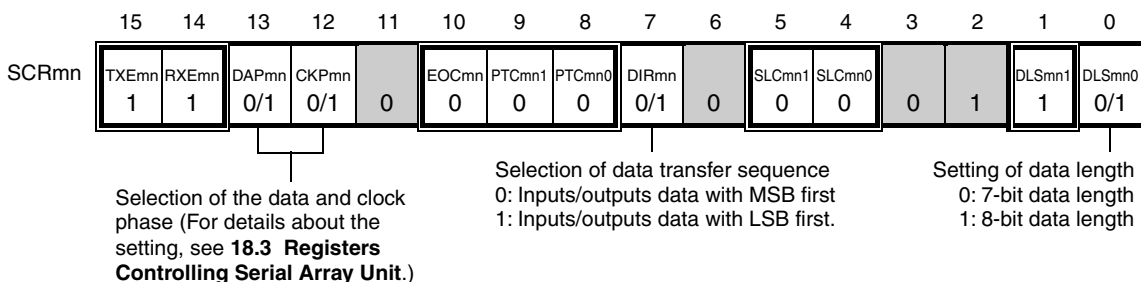 15 14 13 12 11 10 9 8 7 6 5 4 3 2 1 0
SCRmn
TXEmn RXEmn DAPmn CKPmn EOCmn PTCmn1 PTCmn0 DIRmn SLCmn1 SLCmn0 DLSmn1 DLSmn0
1 1 0/1 0/1 0 0 0 0 0/1 0 0 0 0 1 1 0/1
Selection of the data and clock
phase (For details about the
setting, see 18.3 Registers
Controlling Serial Array Unit.)
Selection of data transfer sequence
0: Inputs/outputs data with MSB first
1: Inputs/outputs data with LSB first.
Setting of data length
0: 7-bit data length
1: 8-bit data length